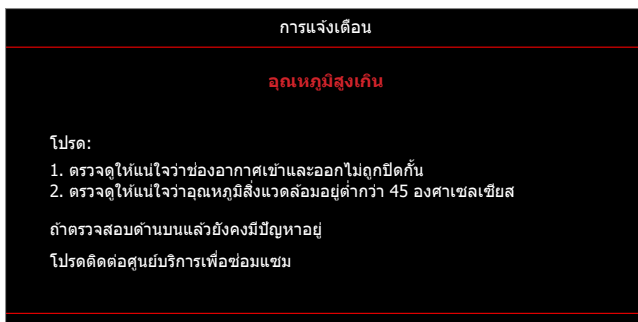 การแจ้งเตือน
อุณหภูมิสูงเกิน
โปรด:
1. ตรวจดูให้แน่ใจว่าช่องอากาศเข้าและออกไม่ถูกปิดกั้น
2. ตรวจดูให้แน่ใจว่าอุณหภูมิสิ่งแวดล้อมอยู่ต่ำกว่า 45 องศาเซลเซียส
ถ้าตรวจสอบด้านบนแล้วยังคงมีปัญหาอยู่
โปรดติดต่อศูนย์บริการเพื่อซ่อมแซม